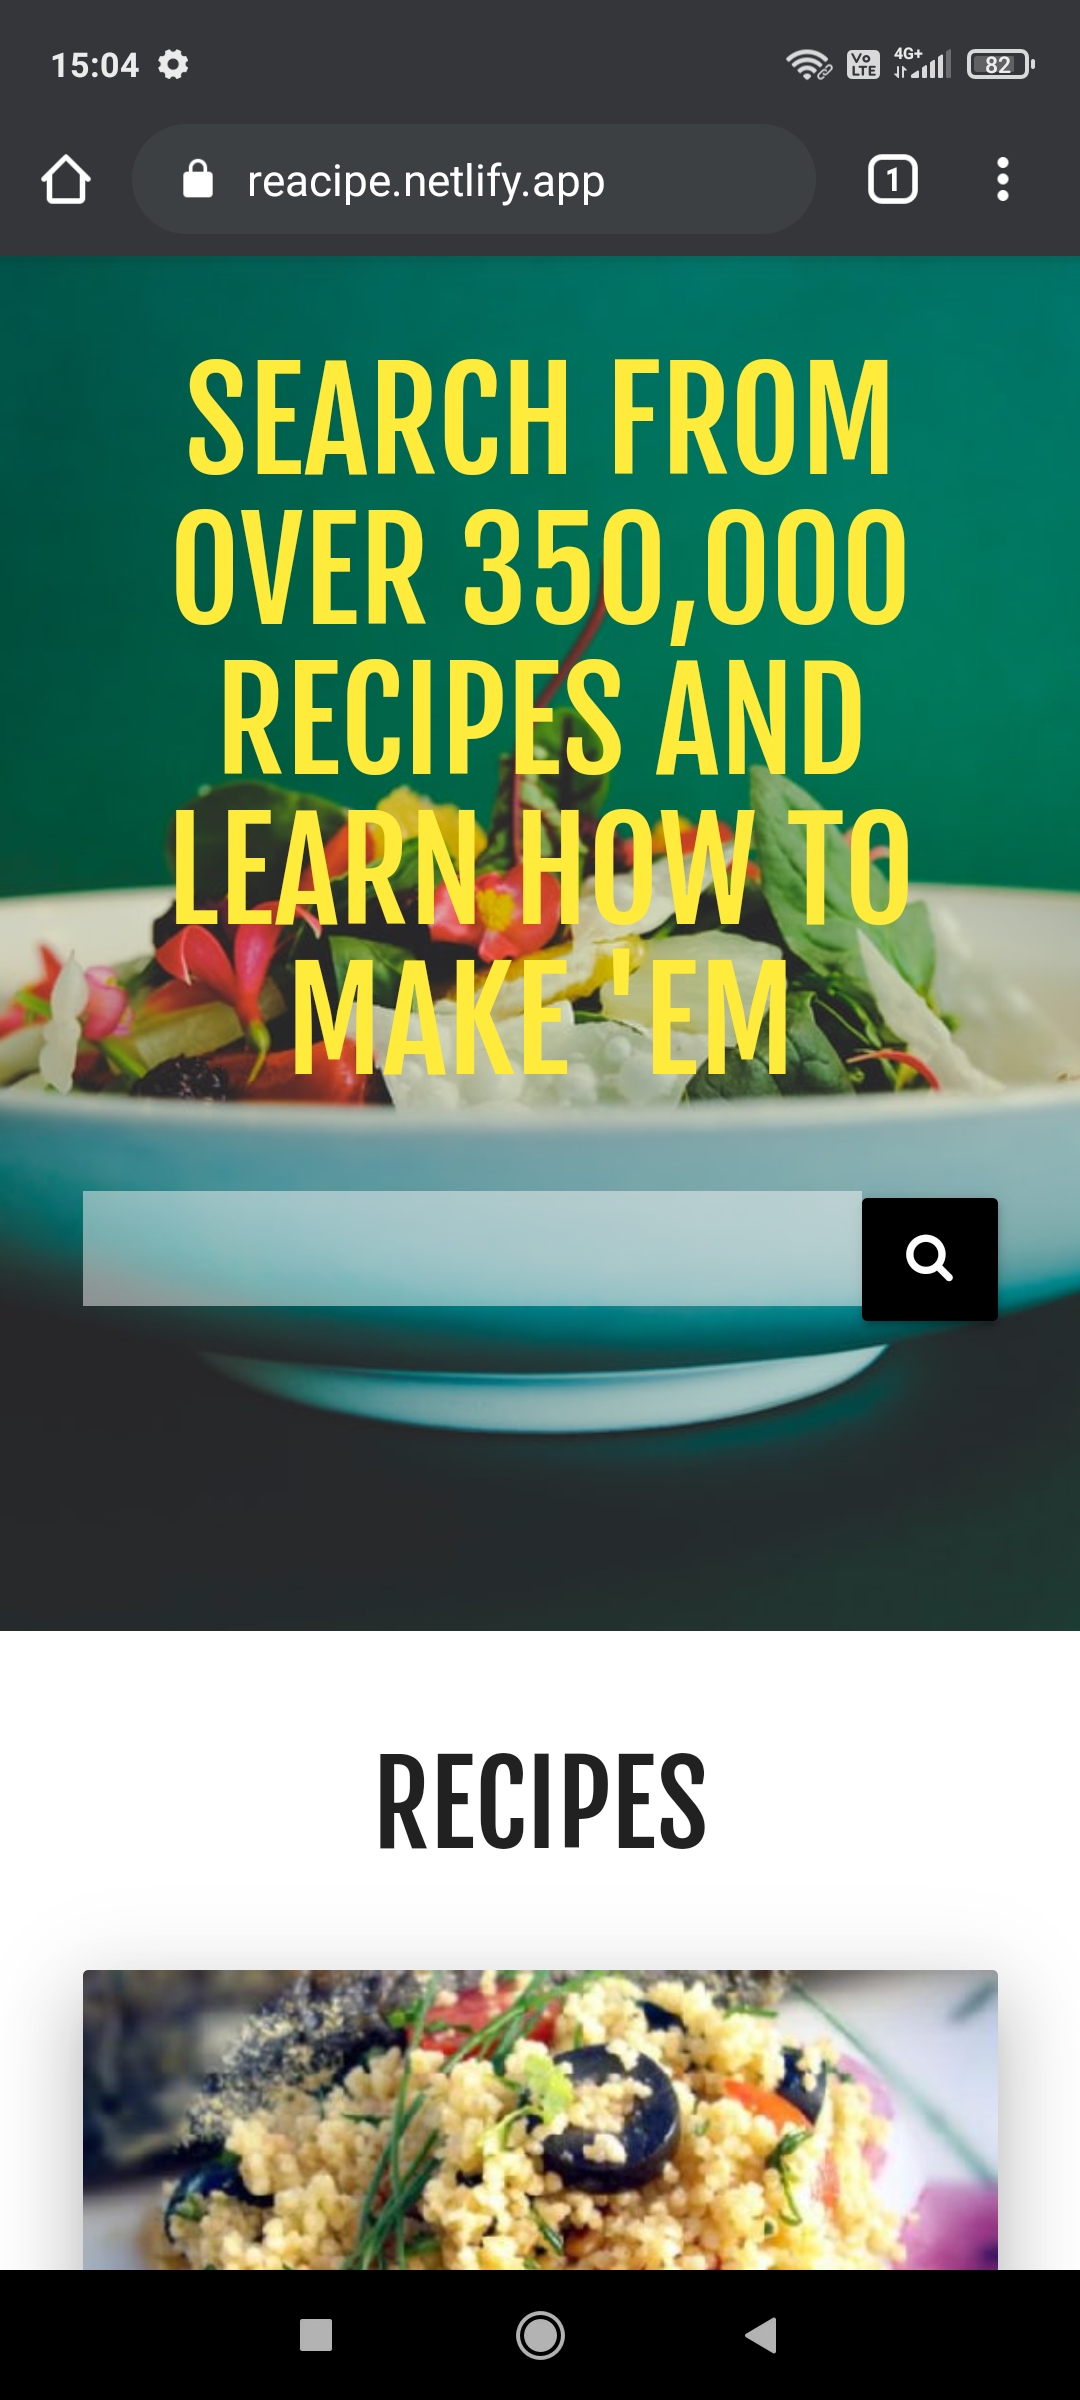 15:04
Vo LTE
4G+
82
reacipe.netlify.app
1
SEARCH FROM
OVER 350,000
RECIPES AND
LEARN HOW TO
MAKE 'EM
RECIPES